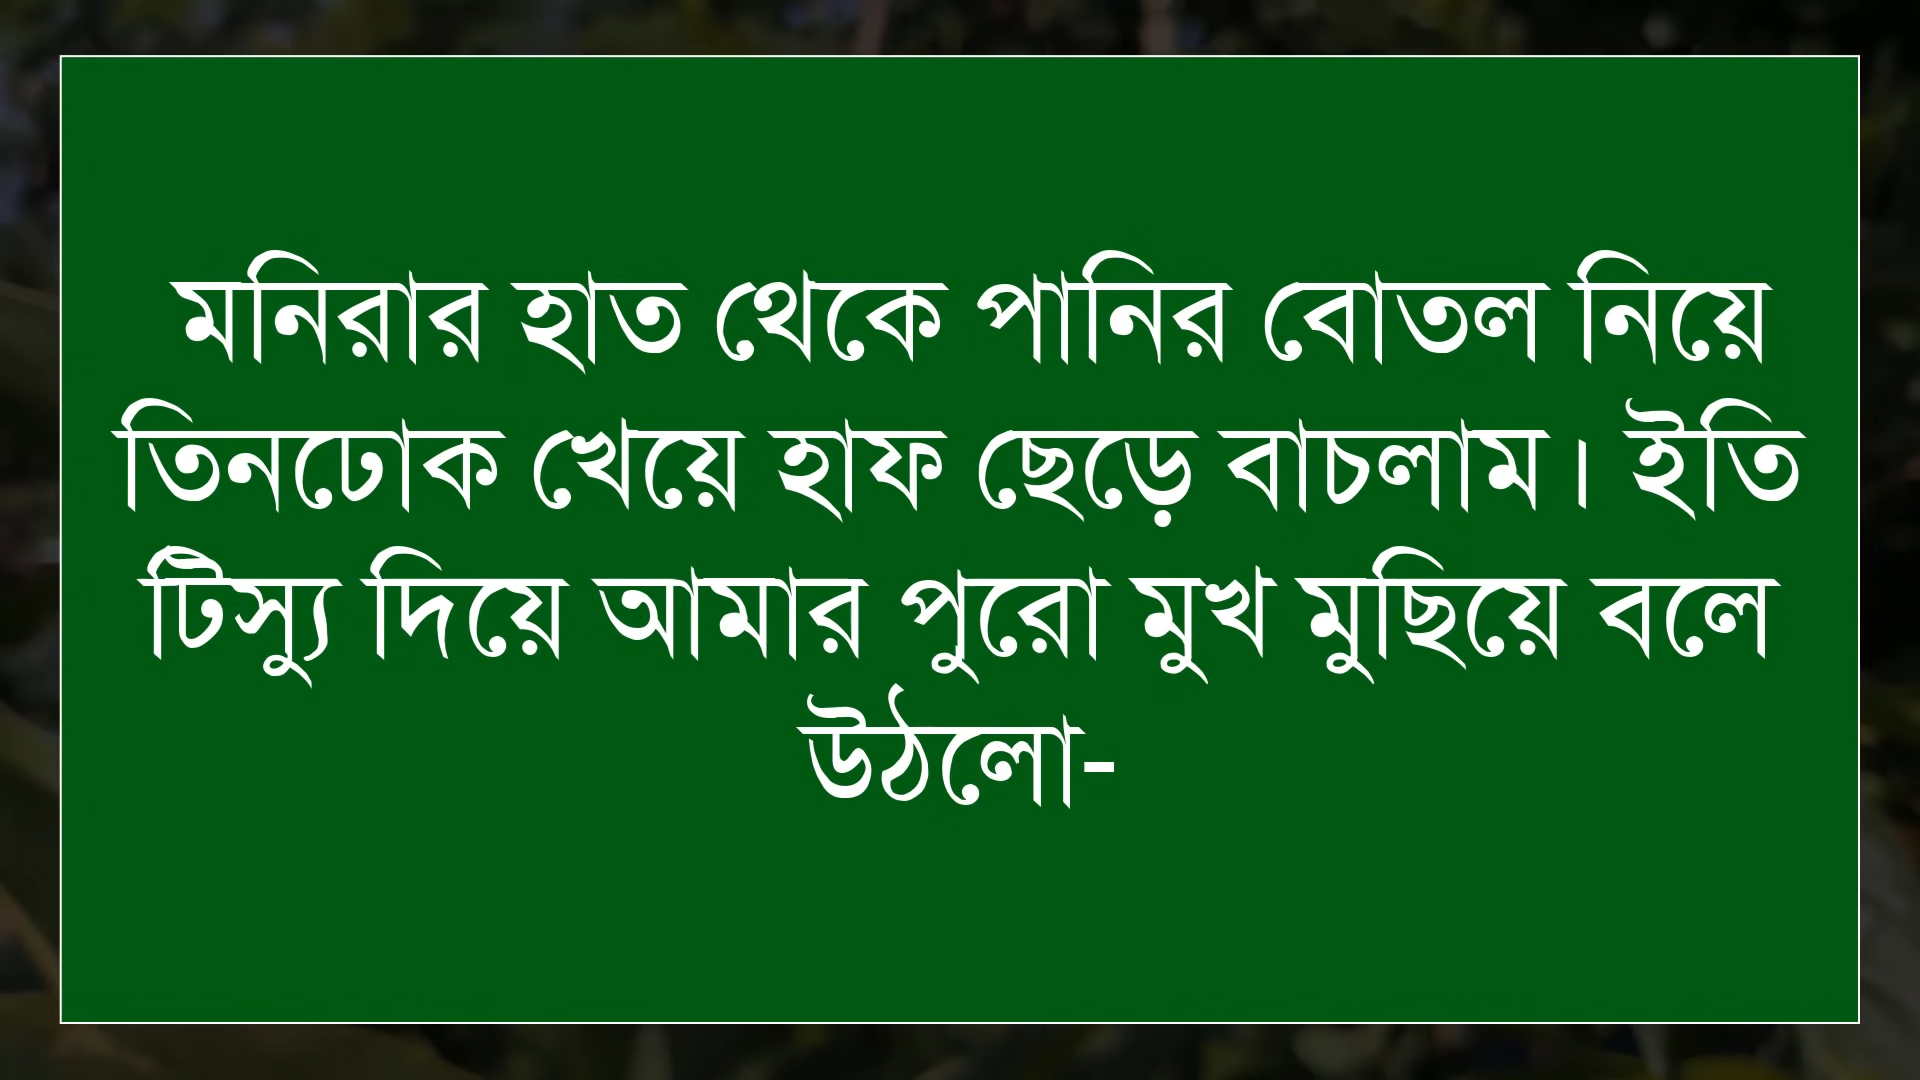 মনিরার হাত থেকে পানির বোতল নিয়ে
তিনঢোক খেয়ে হাফ ছেড়ে বাচলাম। ইতি
টিস্যু দিয়ে আমার পুরো মুখ মুছিয়ে বলে
উঠলো-